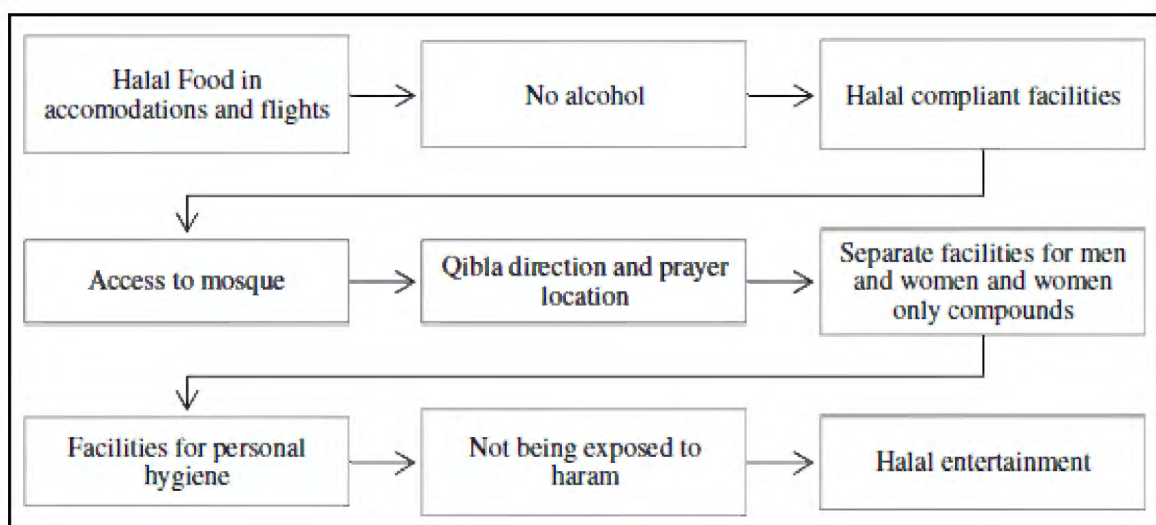 Halal Food in
accomodations and flights
No alcohol
Halal compliant facilities
Access to mosque
Qibla direction and prayer
location
Separate facilities for men
and women and women
only compounds
Facilities for personal
hygiene
Not being exposed to
haram
Halal entertainment